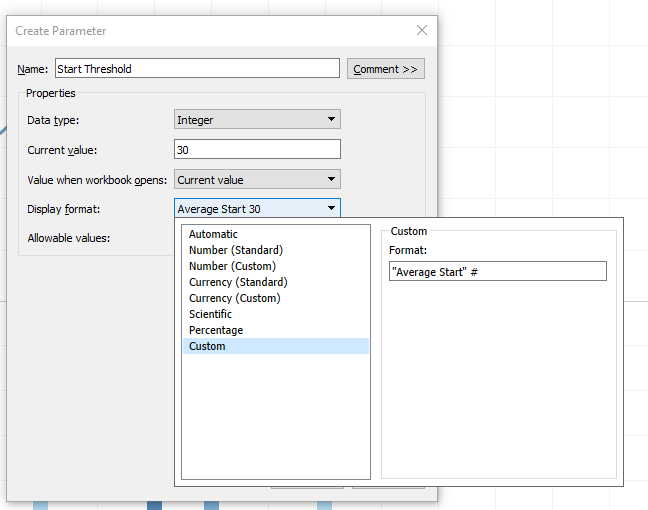 Create Parameter
Name: Start Threshold Comment >>
Properties
Data type: Integer
Current value: 30
Value when workbook opens: Current value
Display format: Average Start 30
Allowable values:
Automatic
Number (Standard)
Number (Custom)
Currency (Standard)
Currency (Custom)
Scientific
Percentage
Custom
Custom
Format:
"Average Start" #